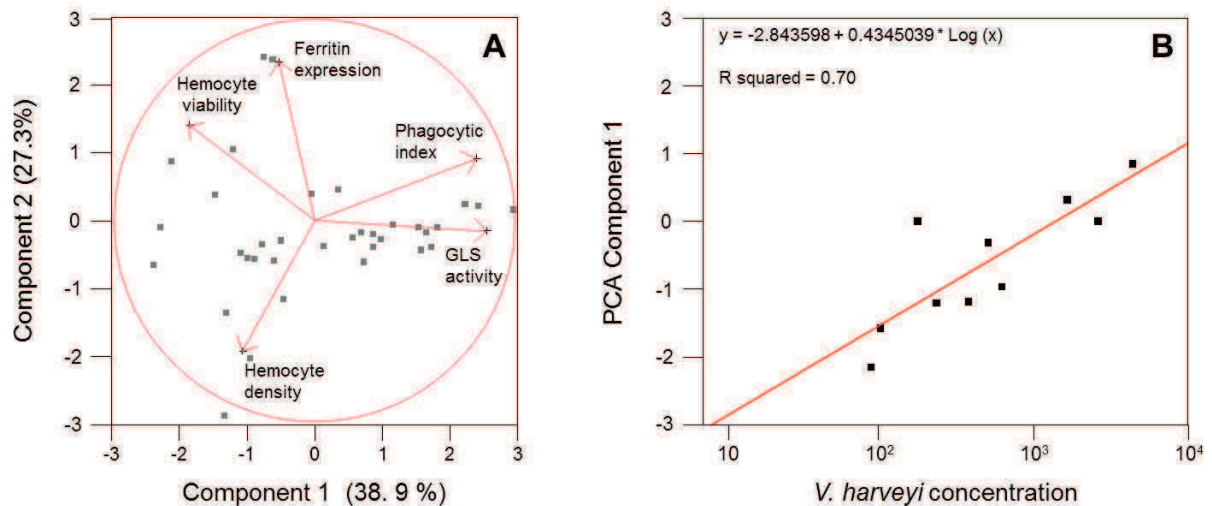 A
3
2
1
0
-1
-2
-3
-3
-2
-1
0
1
2
3
Component 2 (27.3%)
Component 1 (38. 9 %)
Ferritin
expression
Hemocyte
viability
Phagocytic
index
GLS
activity
Hemocyte
density
B
y = -2.843598 + 0.4345039 * Log (x)
R squared = 0.70
3
2
1
0
-1
-2
-3
10
10²
10³
10⁴
PCA Component 1
V. harveyi concentration